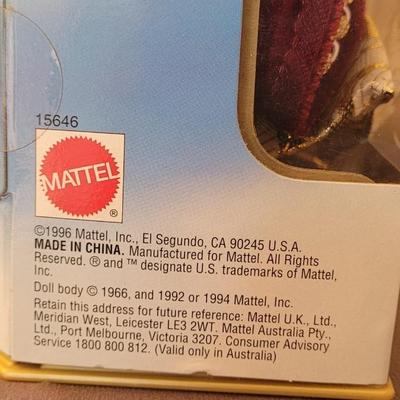 15646
MATTEL
®
©1996 Mattel, Inc., El Segundo, CA 90245 U.S.A.
MADE IN CHINA. Manufactured for Mattel. All Rights
Reserved. ® and ™ designate U.S. trademarks of Mattel,
Inc.
Doll body © 1966, and 1992 or 1994 Mattel, Inc.
Retain this address for future reference: Mattel U.K., Ltd.,
Meridian West, Leicester LE3 2WT. Mattel Australia Pty.,
Ltd., Port Melbourne, Victoria 3207. Consumer Advisory
Service 1800 800 812. (Valid only in Australia)